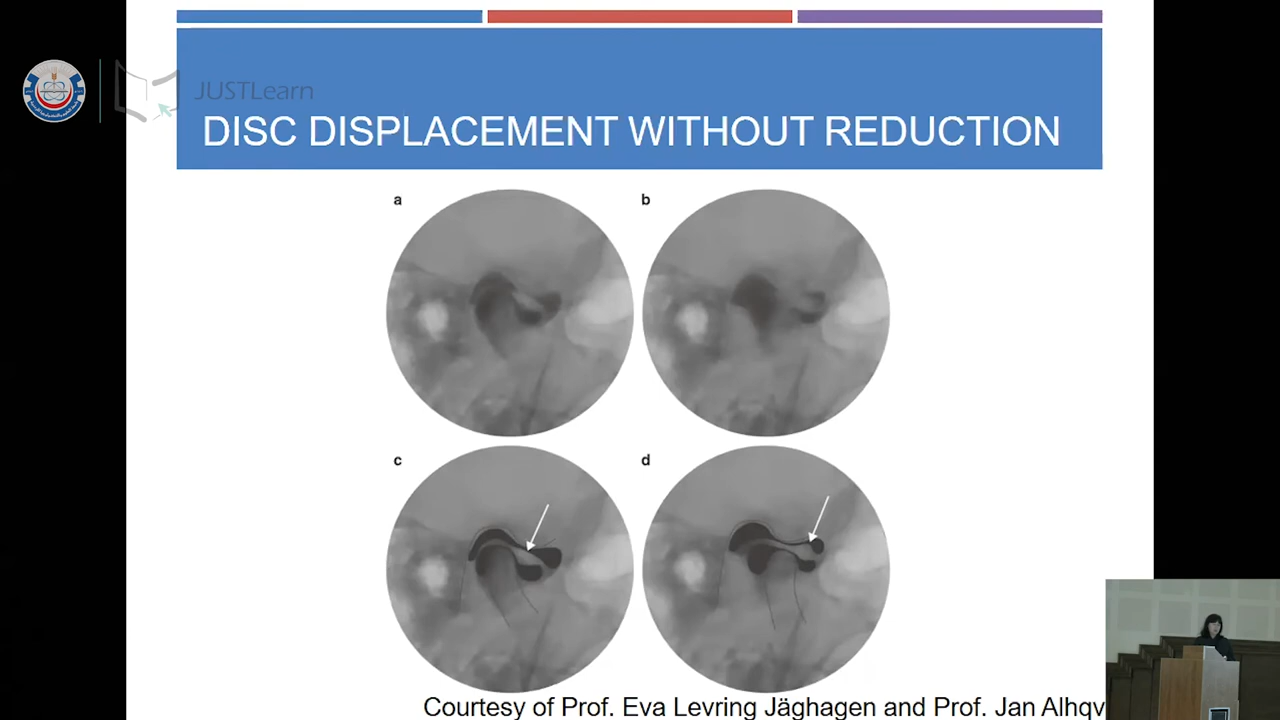 JUSTLearn
DISC DISPLACEMENT WITHOUT REDUCTION
a
b
c
d
Courtesy of Prof. Eva Levring Jäghagen and Prof. Jan Alhqv